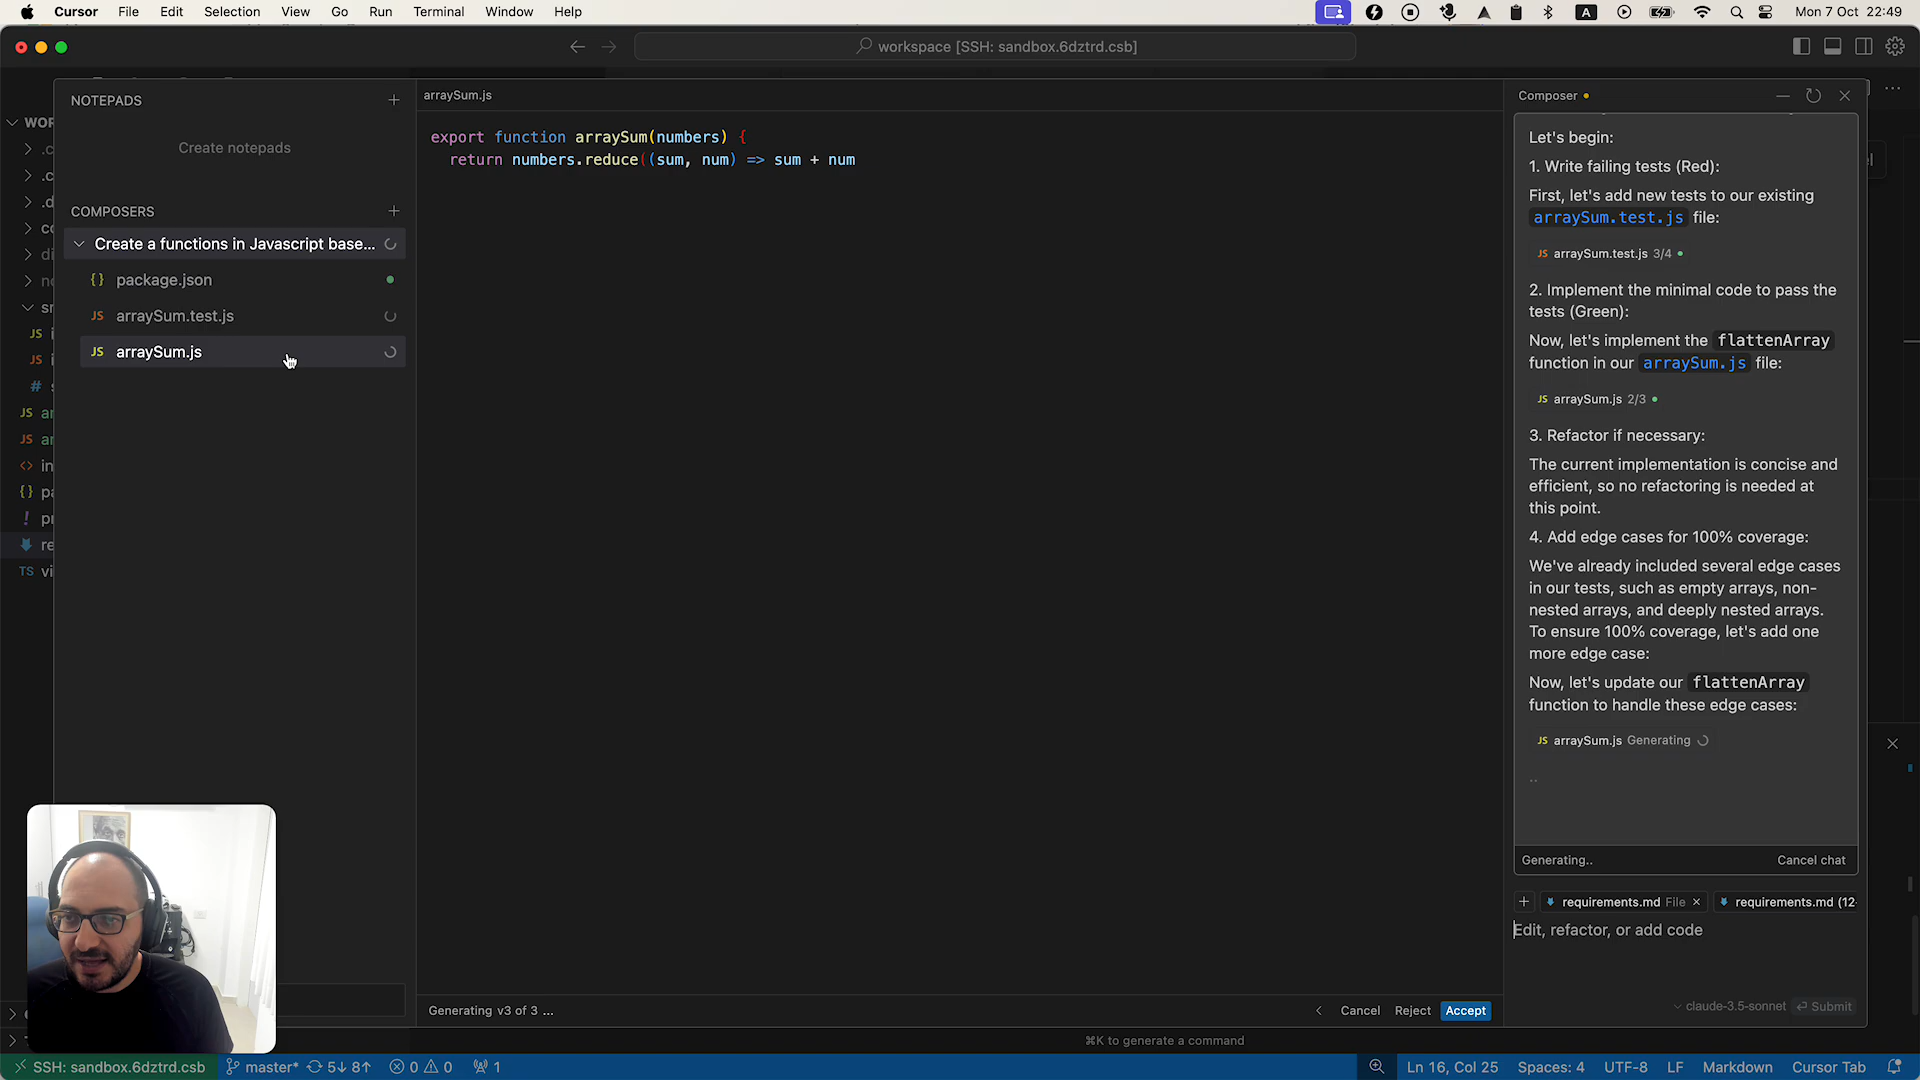 Cursor File Edit Selection View Go Run Terminal Window Help
A Mon 7 Oct 22:49
workspace [SSH: sandbox.6dztrd.csb]
NOTEPADS
Create notepads
COMPOSERS
Create a functions in Javascript base...
{} package.json
JS arraySum.test.js
JS arraySum.js
arraySum.js
export function arraySum(numbers) {
return numbers.reduce((sum, num) => sum + num
Composer
Let's begin:
1. Write failing tests (Red):
First, let's add new tests to our existing
arraySum.test.js file:
JS arraySum.test.js 3/4
2. Implement the minimal code to pass the
tests (Green):
Now, let's implement the flattenArray
function in our arraySum.js file:
JS arraySum.js 2/3
3. Refactor if necessary:
The current implementation is concise and
efficient, so no refactoring is needed at
this point.
4. Add edge cases for 100% coverage:
We've already included several edge cases
in our tests, such as empty arrays, non-
nested arrays, and deeply nested arrays.
To ensure 100% coverage, let's add one
more edge case:
Now, let's update our flattenArray
function to handle these edge cases:
JS arraySum.js Generating
..
Generating.. Cancel chat
+ requirements.md File × requirements.md (12-
Edit, refactor, or add code
claude-3.5-sonnet Submit
Generating v3 of 3 ...
Cancel Reject Accept
⌘K to generate a command
SSH: sandbox.6dztrd.csb master* 5↓ 8↑ 0 0 1
Ln 16, Col 25 Spaces: 4 UTF-8 LF Markdown Cursor Tab